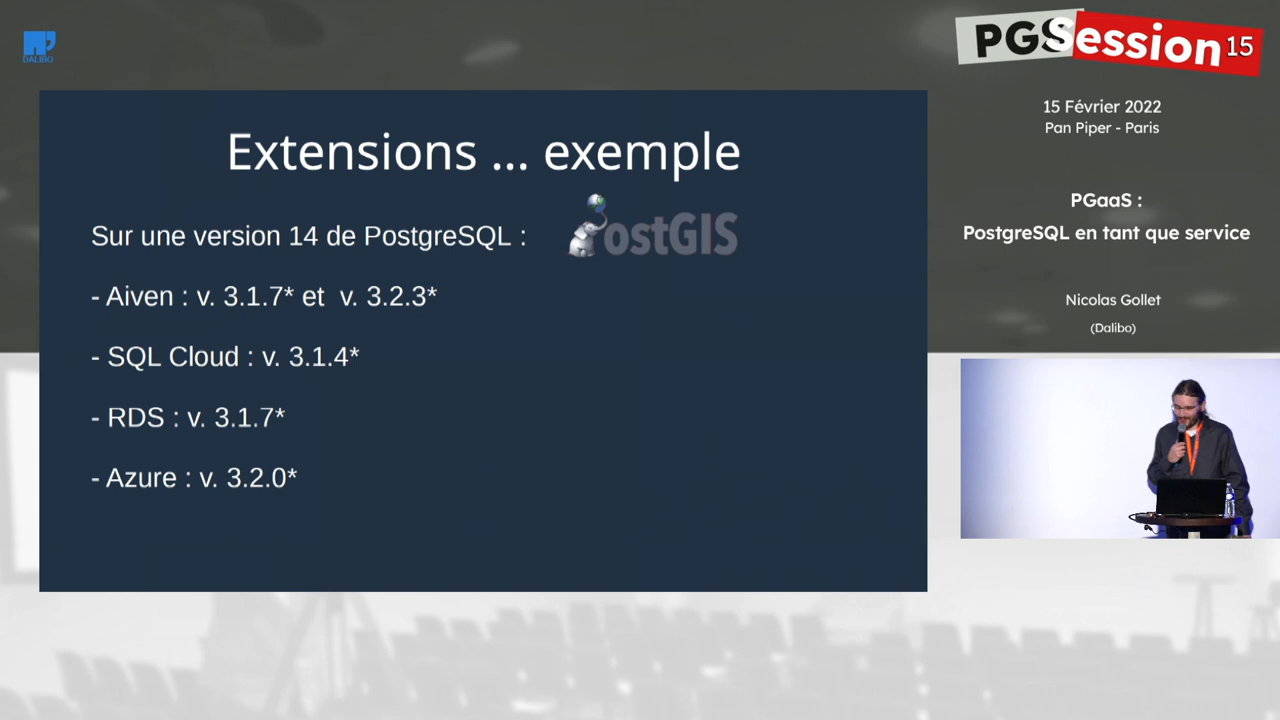 DALIBO
PGSession 15
15 Février 2022
Pan Piper - Paris
PGaaS :
PostgreSQL en tant que service
Nicolas Gollet
(Dalibo)
Extensions ... exemple
PostGIS
Sur une version 14 de PostgreSQL :
- Aiven : v. 3.1.7* et v. 3.2.3*
- SQL Cloud : v. 3.1.4*
- RDS : v. 3.1.7*
- Azure : v. 3.2.0*